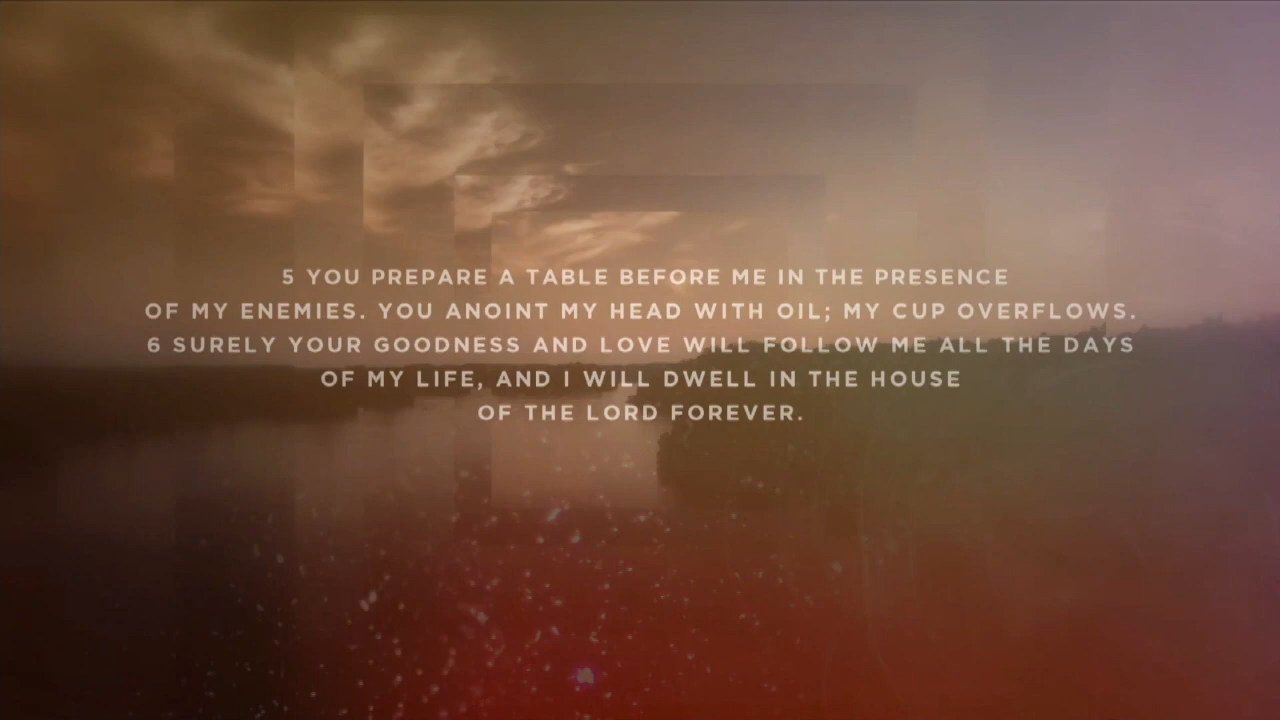 5 YOU PREPARE A TABLE BEFORE ME IN THE PRESENCE
OF MY ENEMIES. YOU ANOINT MY HEAD WITH OIL; MY CUP OVERFLOWS.
6 SURELY YOUR GOODNESS AND LOVE WILL FOLLOW ME ALL THE DAYS
OF MY LIFE, AND I WILL DWELL IN THE HOUSE
OF THE LORD FOREVER.